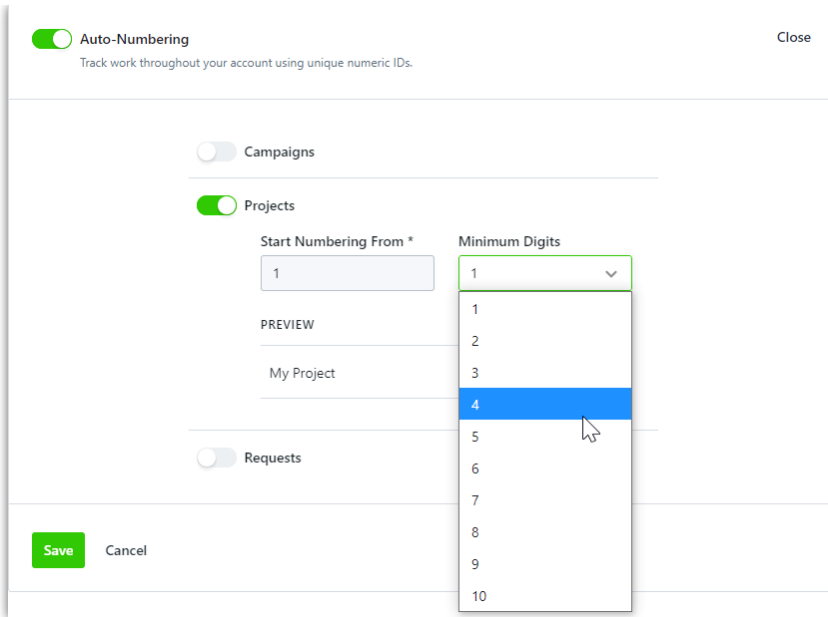 Auto-Numbering
Close
Track work throughout your account using unique numeric IDs.
Campaigns
Projects
Start Numbering From * Minimum Digits
1 1
PREVIEW
My Project
1
2
3
4
5
6
7
8
9
10
Requests
Save Cancel